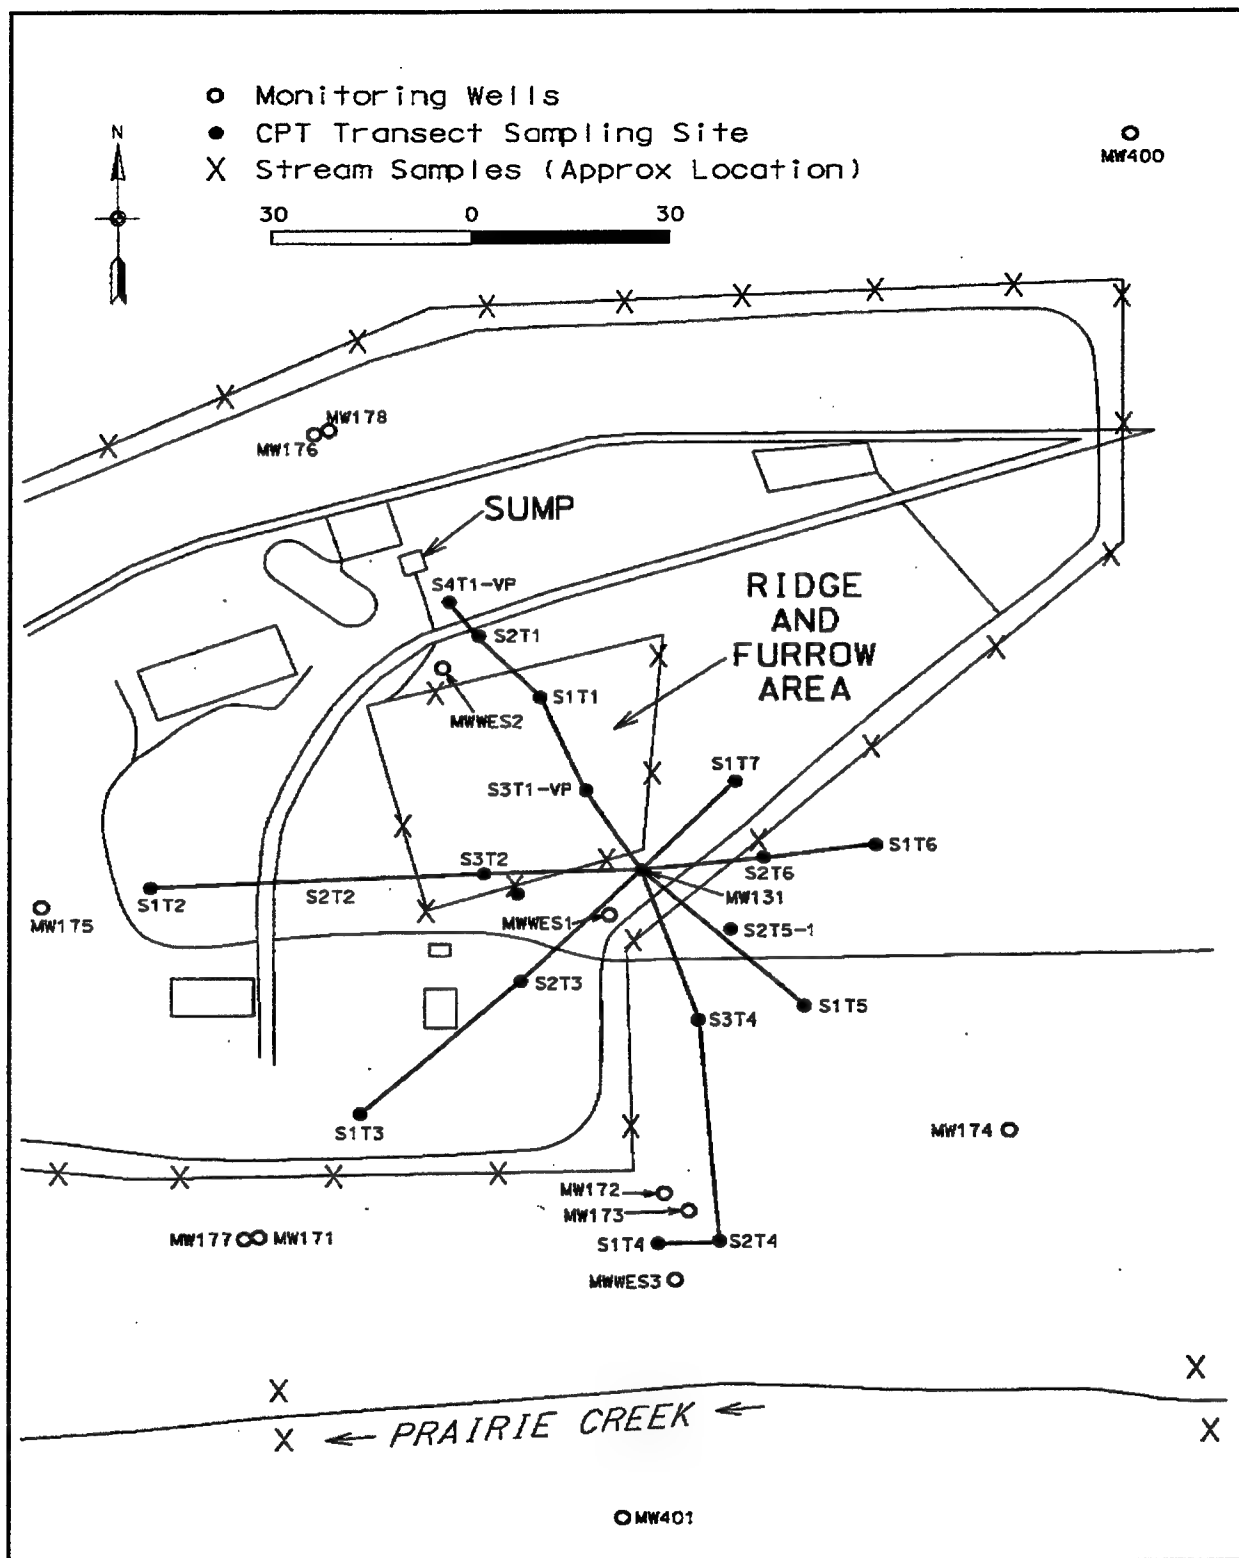 Monitoring Wells
CPT Transect Sampling Site
X Stream Samples (Approx Location)
N
30 0 30
MW400
MW178
MW176
SUMP
S4T1-VP
S2T1
RIDGE
AND
FURROW
AREA
S1T1
MWWES2
S1T7
S3T1-VP
S3T2
S1T6
S2T6
S1T2
S2T2
MW131
MW175
MWWES1
S2T5-1
S2T3
S1T5
S3T4
S1T3
MW174
MW172
MW173
MW177
MW171
S1T4
S2T4
MWWES3
PRAIRIE CREEK
MW401